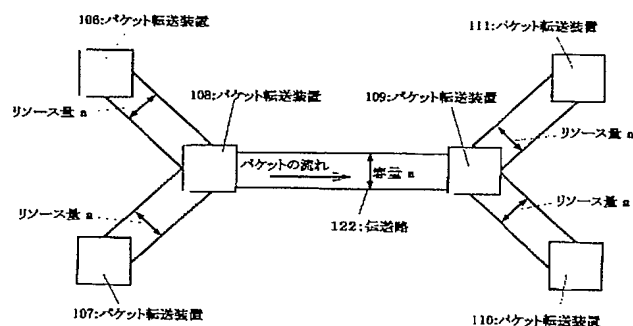 106:パケット転送装置
111:パケット転送装置
108:パケット転送装置
109:パケット転送装置
リソース量 a
リソース量 a
パケットの流れ
容量 a
リソース量 a
リソース量 a
122:伝送路
107:パケット転送装置
110:パケット転送装置